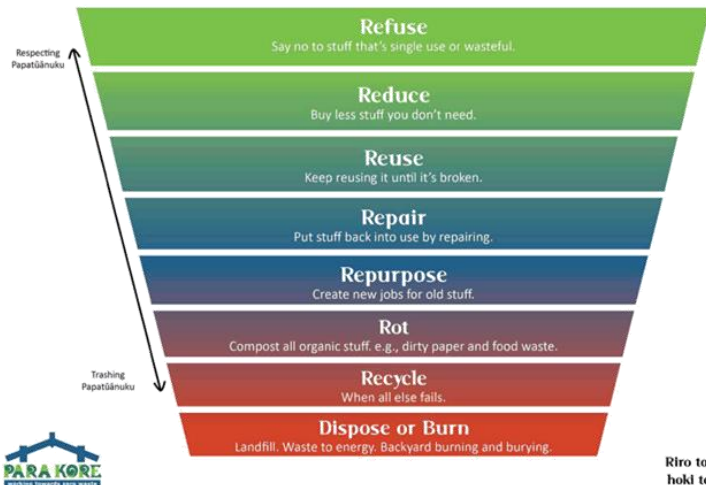 Refuse
Say no to stuff that's single use or wasteful.
Respecting
Papatūānuku
Reduce
Buy less stuff you don't need.
Reuse
Keep reusing it until it's broken.
Repair
Put stuff back into use by repairing.
Repurpose
Create new jobs for old stuff.
Rot
Compost all organic stuff. e.g., dirty paper and food waste.
Trashing
Papatūānuku
Recycle
When all else fails.
Dispose or Burn
Landfill. Waste to energy. Backyard burning and burying.
PARA KORE
working towards zero waste
Riro to
hoki te